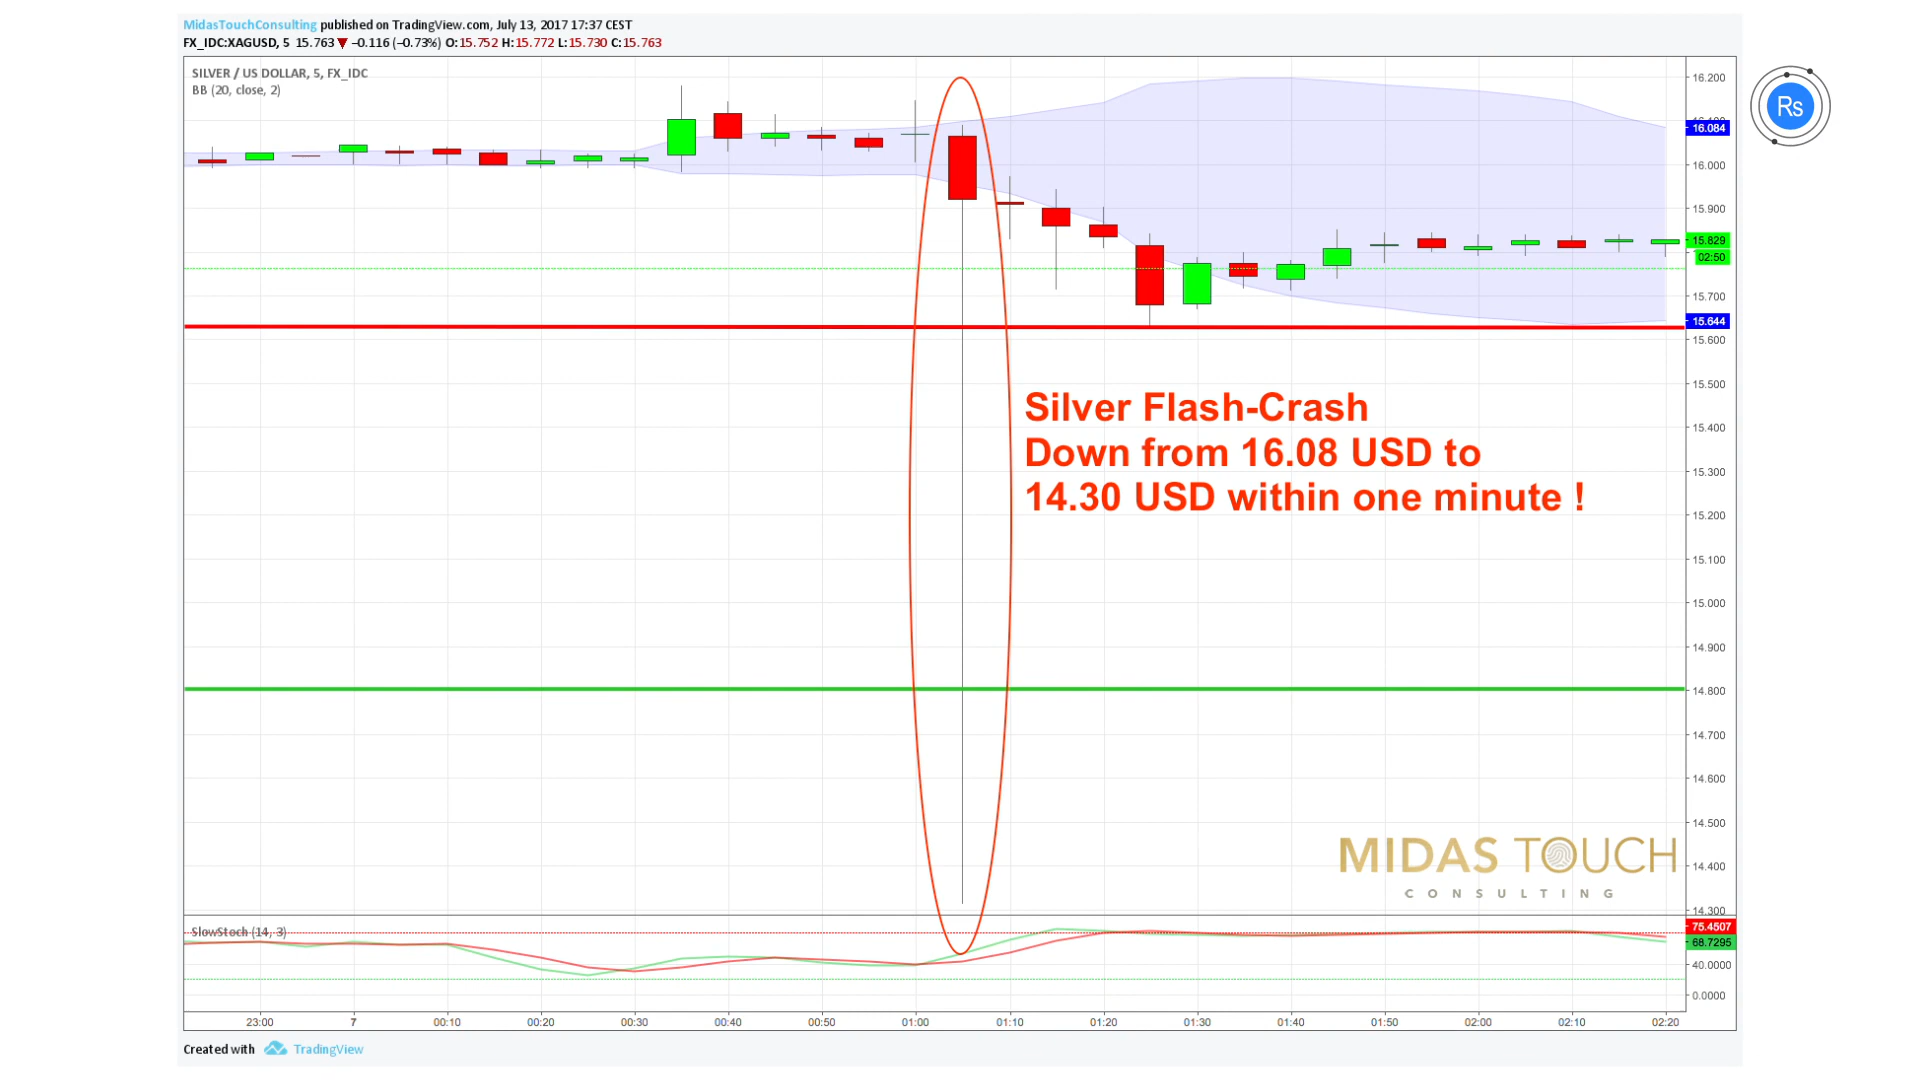 MidasTouchConsulting published on TradingView.com, July 13, 2017 17:37 CEST
FX_IDC:XAGUSD, 5 15.763 ▼ −0.116 (−0.73%) O:15.752 H:15.772 L:15.730 C:15.763
SILVER / US DOLLAR, 5, FX_IDC
BB (20, close, 2)
16.200
16.084
16.000
15.900
15.829
02:50
15.700
15.644
15.600
15.500
15.400
15.300
15.200
15.100
15.000
14.900
14.800
14.700
14.600
14.500
14.400
14.300
Rs
Silver Flash-Crash
Down from 16.08 USD to
14.30 USD within one minute !
MIDAS TOUCH
CONSULTING
SlowStoch (14, 3)
75.4507
68.7295
40.0000
0.0000
23:00 7 00:10 00:20 00:30 00:40 00:50 01:00 01:10 01:20 01:30 01:40 01:50 02:00 02:10 02:20
Created with TradingView